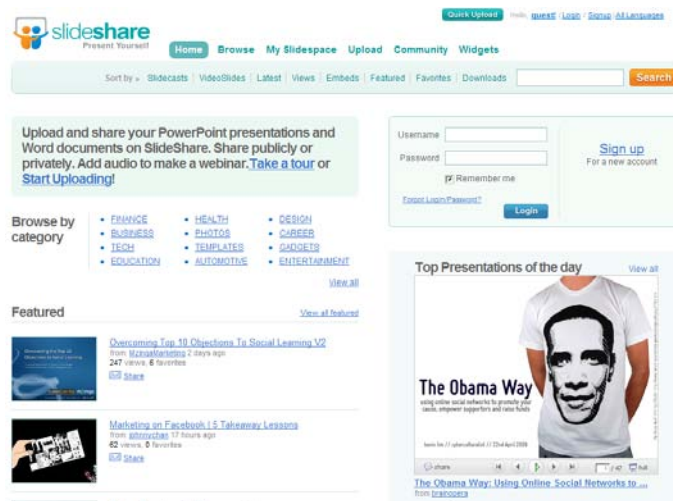 Quick Upload Hello, guest! / Login / Signup All Languages
slideshare
Present Yourself
Home Browse My Slidespace Upload Community Widgets
Sort by » Slidecasts | VideoSlides | Latest | Views | Embeds | Featured | Favorites | Downloads Search
Upload and share your PowerPoint presentations and
Word documents on SlideShare. Share publicly or
privately. Add audio to make a webinar.Take a tour or
Start Uploading!
Username
Password
Remember me
Forgot Login/Password?
Login
Sign up
For a new account
Browse by
category
• FINANCE • HEALTH • DESIGN
• BUSINESS • PHOTOS • CAREER
• TECH • TEMPLATES • GADGETS
• EDUCATION • AUTOMOTIVE • ENTERTAINMENT
View all
Featured View all featured
Overcoming Top 10 Objections To Social Learning V2
from MzingaMarketing 2 days ago
247 views, 6 favorites
Share
Marketing on Facebook | 5 Takeaway Lessons
from johnnychan 17 hours ago
62 views, 0 favorites
Share
Top Presentations of the day View all
The Obama Way
using online social networks to promote your
cause, empower supporters and raise funds
22nd April 2008
share / 47 full
The Obama Way: Using Online Social Networks to ...
from brainopera